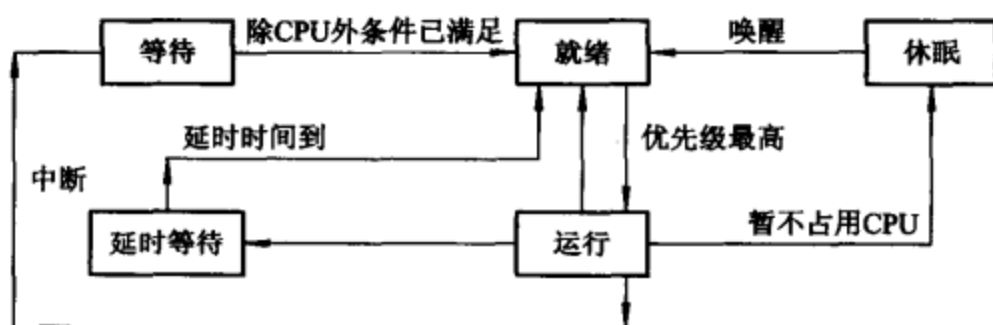 等待
除CPU外条件已满足
就绪
唤醒
休眠
延时时间到
优先级最高
中断
延时等待
运行
暂不占用CPU